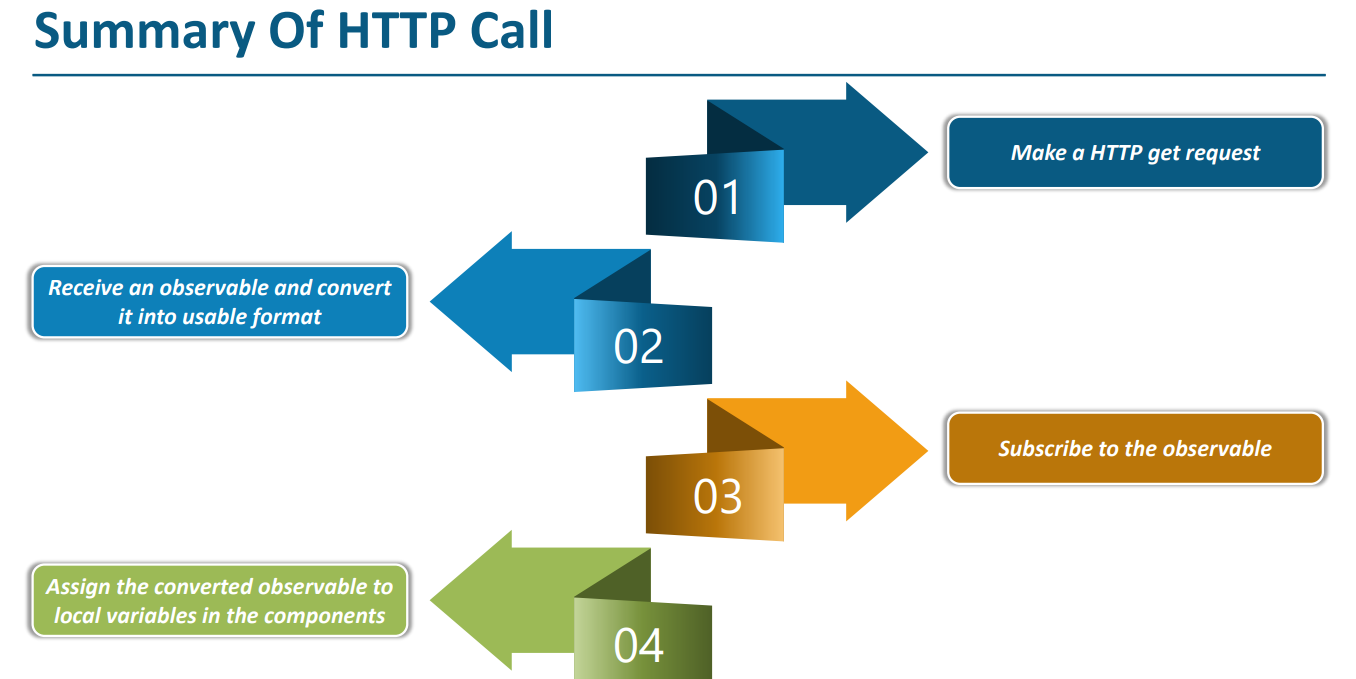 Summary Of HTTP Call
01
Make a HTTP get request
Receive an observable and convert
it into usable format
02
03
Subscribe to the observable
Assign the converted observable to
local variables in the components
04